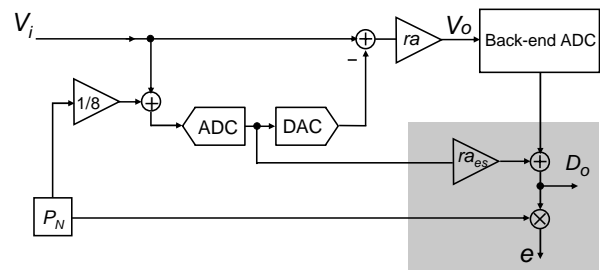 V_i
ra
V_o
Back-end ADC
1/8
ADC
DAC
ra_es
D_o
P_N
e